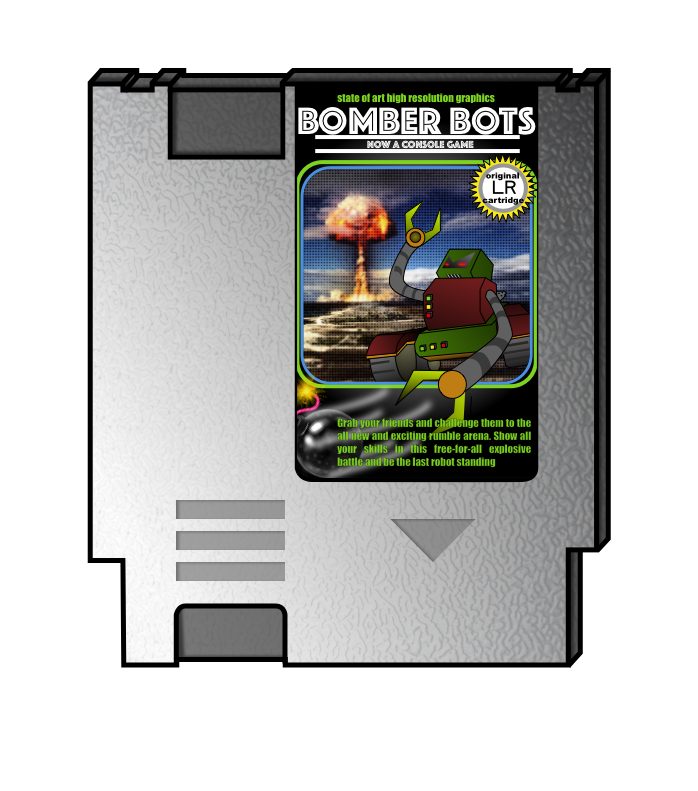 state of art high resolution graphics
BOMBER BOTS
NOW A CONSOLE GAME
original
LR
cartridge
Grab your friends and challenge them to the
all new and exciting rumble arena. Show all
your skills in this free-for-all explosive
battle and be the last robot standing